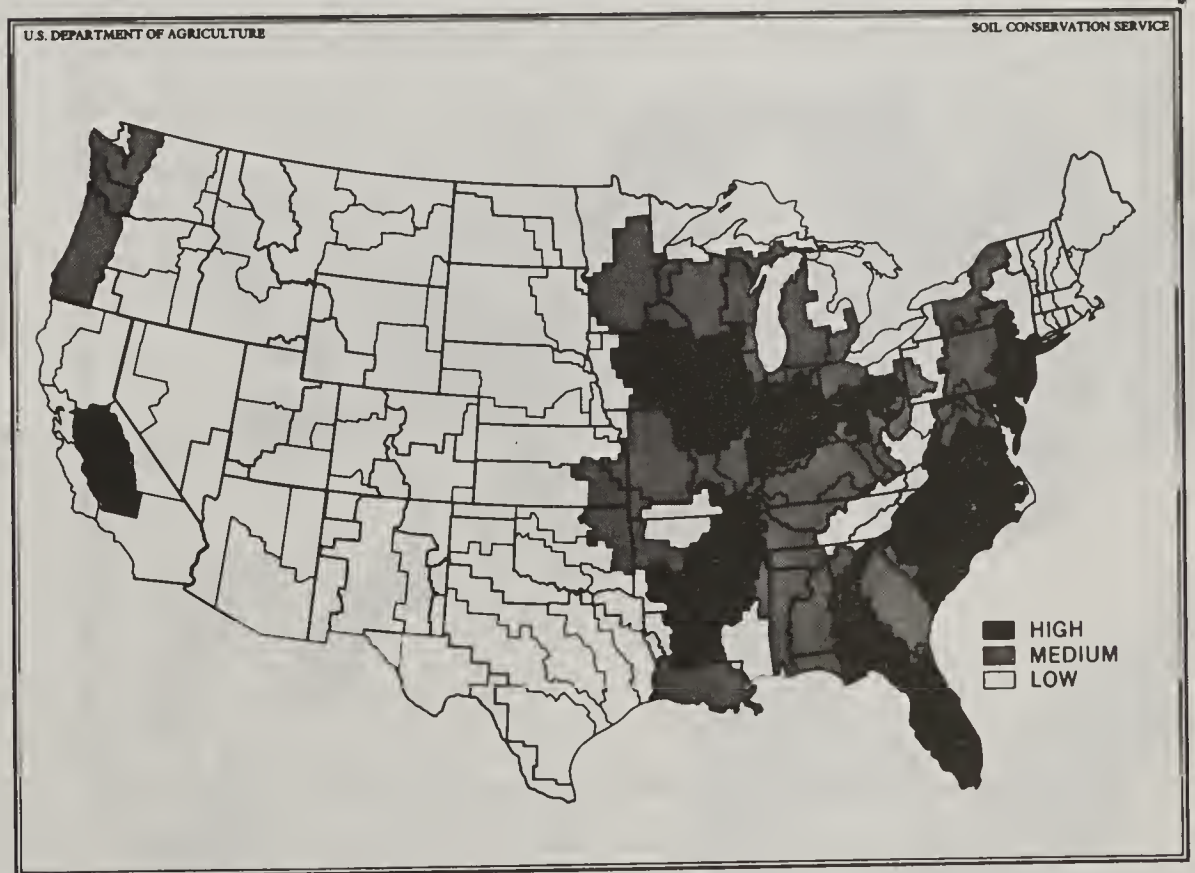 U.S. DEPARTMENT OF AGRICULTURE
SOIL CONSERVATION SERVICE
HIGH
MEDIUM
LOW